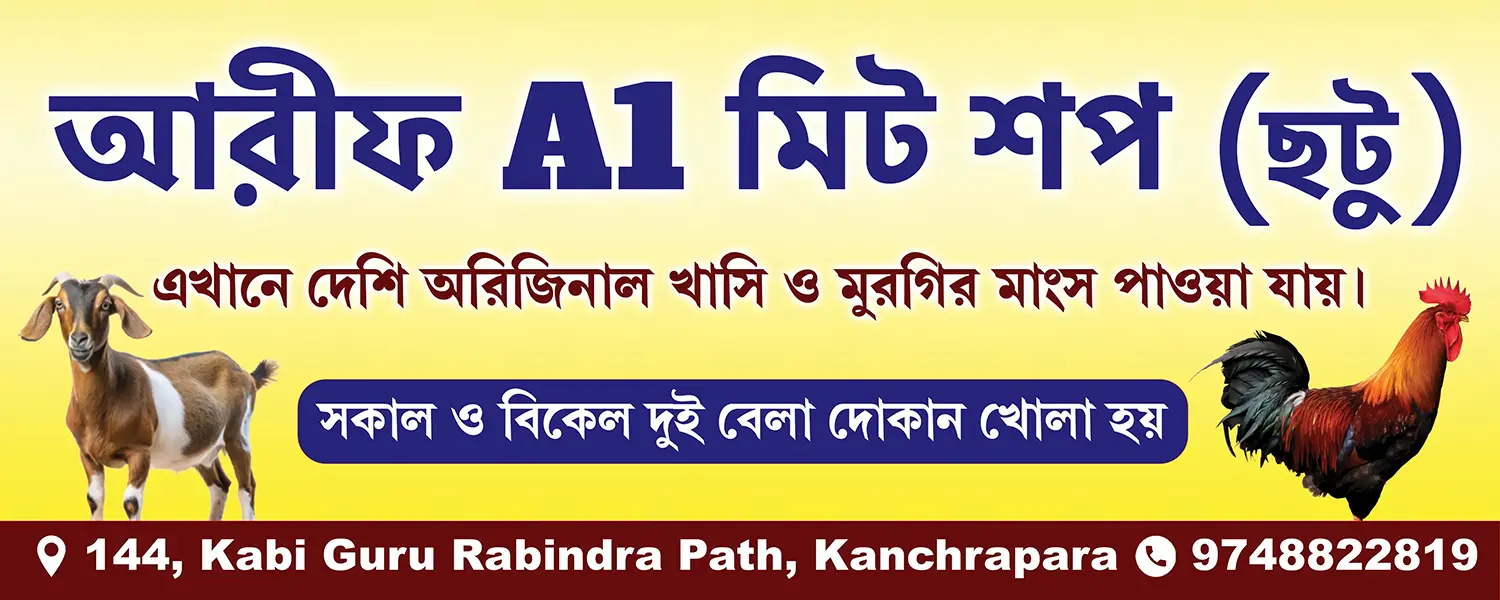 আরীফ A1 মিট শপ (ছটু)
এখানে দেশি অরিজিনাল খাসি ও মুরগির মাংস পাওয়া যায়।
সকাল ও বিকেল দুই বেলা দোকান খোলা হয়
144, Kabi Guru Rabindra Path, Kanchrapara 9748822819